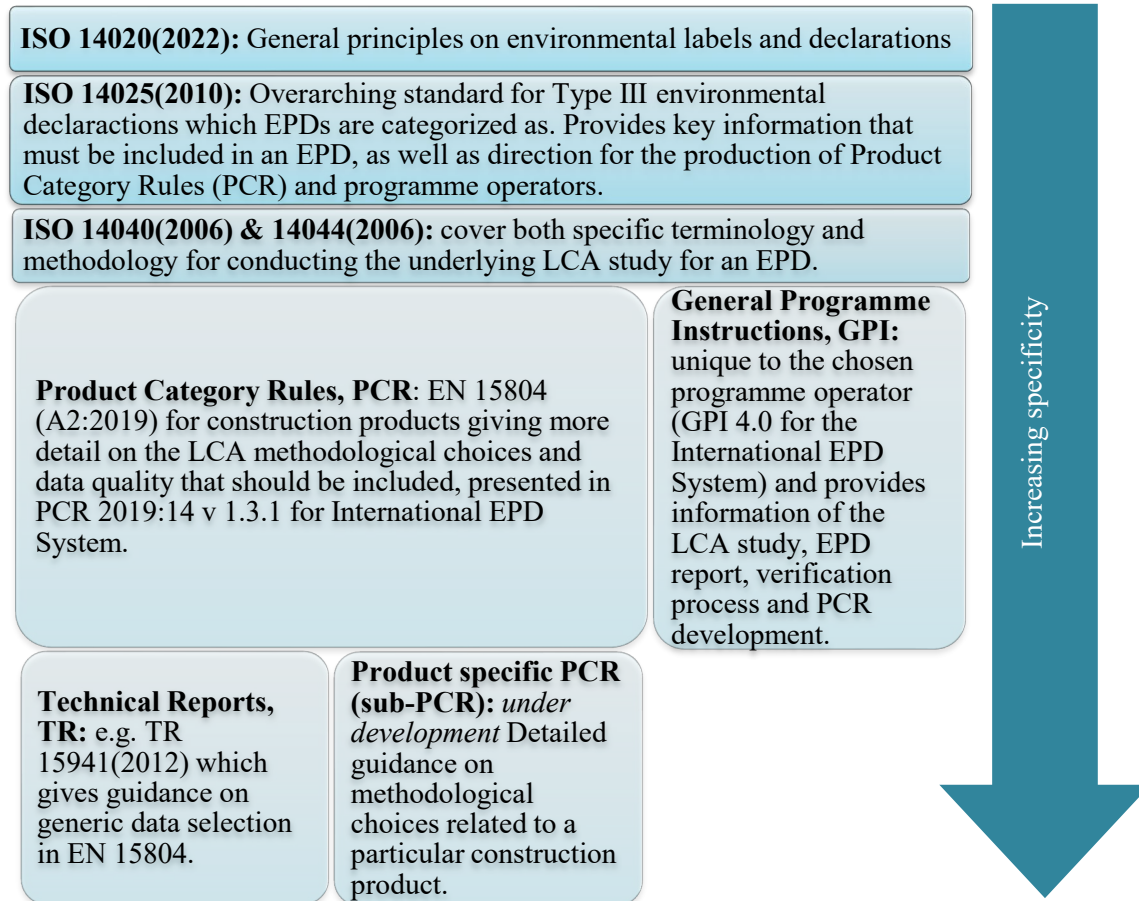 ISO 14020(2022): General principles on environmental labels and declarations
ISO 14025(2010): Overarching standard for Type III environmental
declaractions which EPDs are categorized as. Provides key information that
must be included in an EPD, as well as direction for the production of Product
Category Rules (PCR) and programme operators.
ISO 14040(2006) & 14044(2006): cover both specific terminology and
methodology for conducting the underlying LCA study for an EPD.
Product Category Rules, PCR: EN 15804
(A2:2019) for construction products giving more
detail on the LCA methodological choices and
data quality that should be included, presented in
PCR 2019:14 v 1.3.1 for International EPD
System.
General Programme
Instructions, GPI:
unique to the chosen
programme operator
(GPI 4.0 for the
International EPD
System) and provides
information of the
LCA study, EPD
report, verification
process and PCR
development.
Technical Reports,
TR: e.g. TR
15941(2012) which
gives guidance on
generic data selection
in EN 15804.
Product specific PCR
(sub-PCR): under
development Detailed
guidance on
methodological
choices related to a
particular construction
product.
Increasing specificity